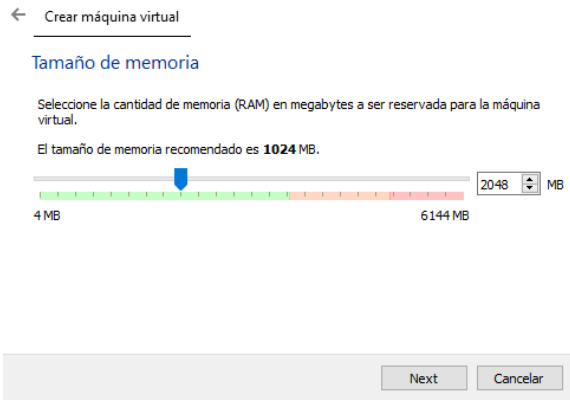 Crear máquina virtual
Tamaño de memoria
Seleccione la cantidad de memoria (RAM) en megabytes a ser reservada para la máquina
virtual.
El tamaño de memoria recomendado es 1024 MB.
2048 MB
4 MB 6144 MB
Next Cancelar